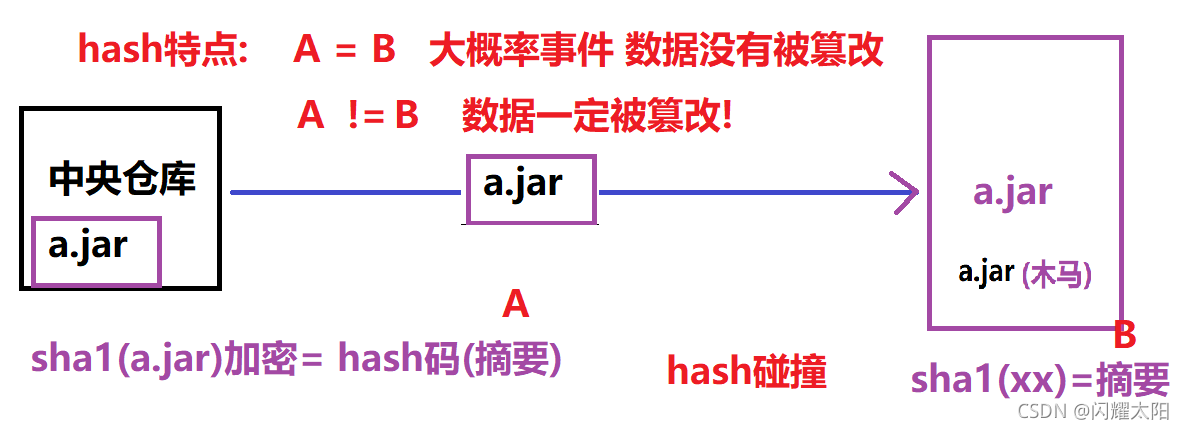 hash特点: A = B 大概率事件 数据没有被篡改
A != B 数据一定被篡改!
中央仓库
a.jar
a.jar
a.jar
a.jar (木马)
A
sha1(a.jar)加密= hash码(摘要)
hash碰撞
B
sha1(xx)=摘要
CSDN @闪耀太阳